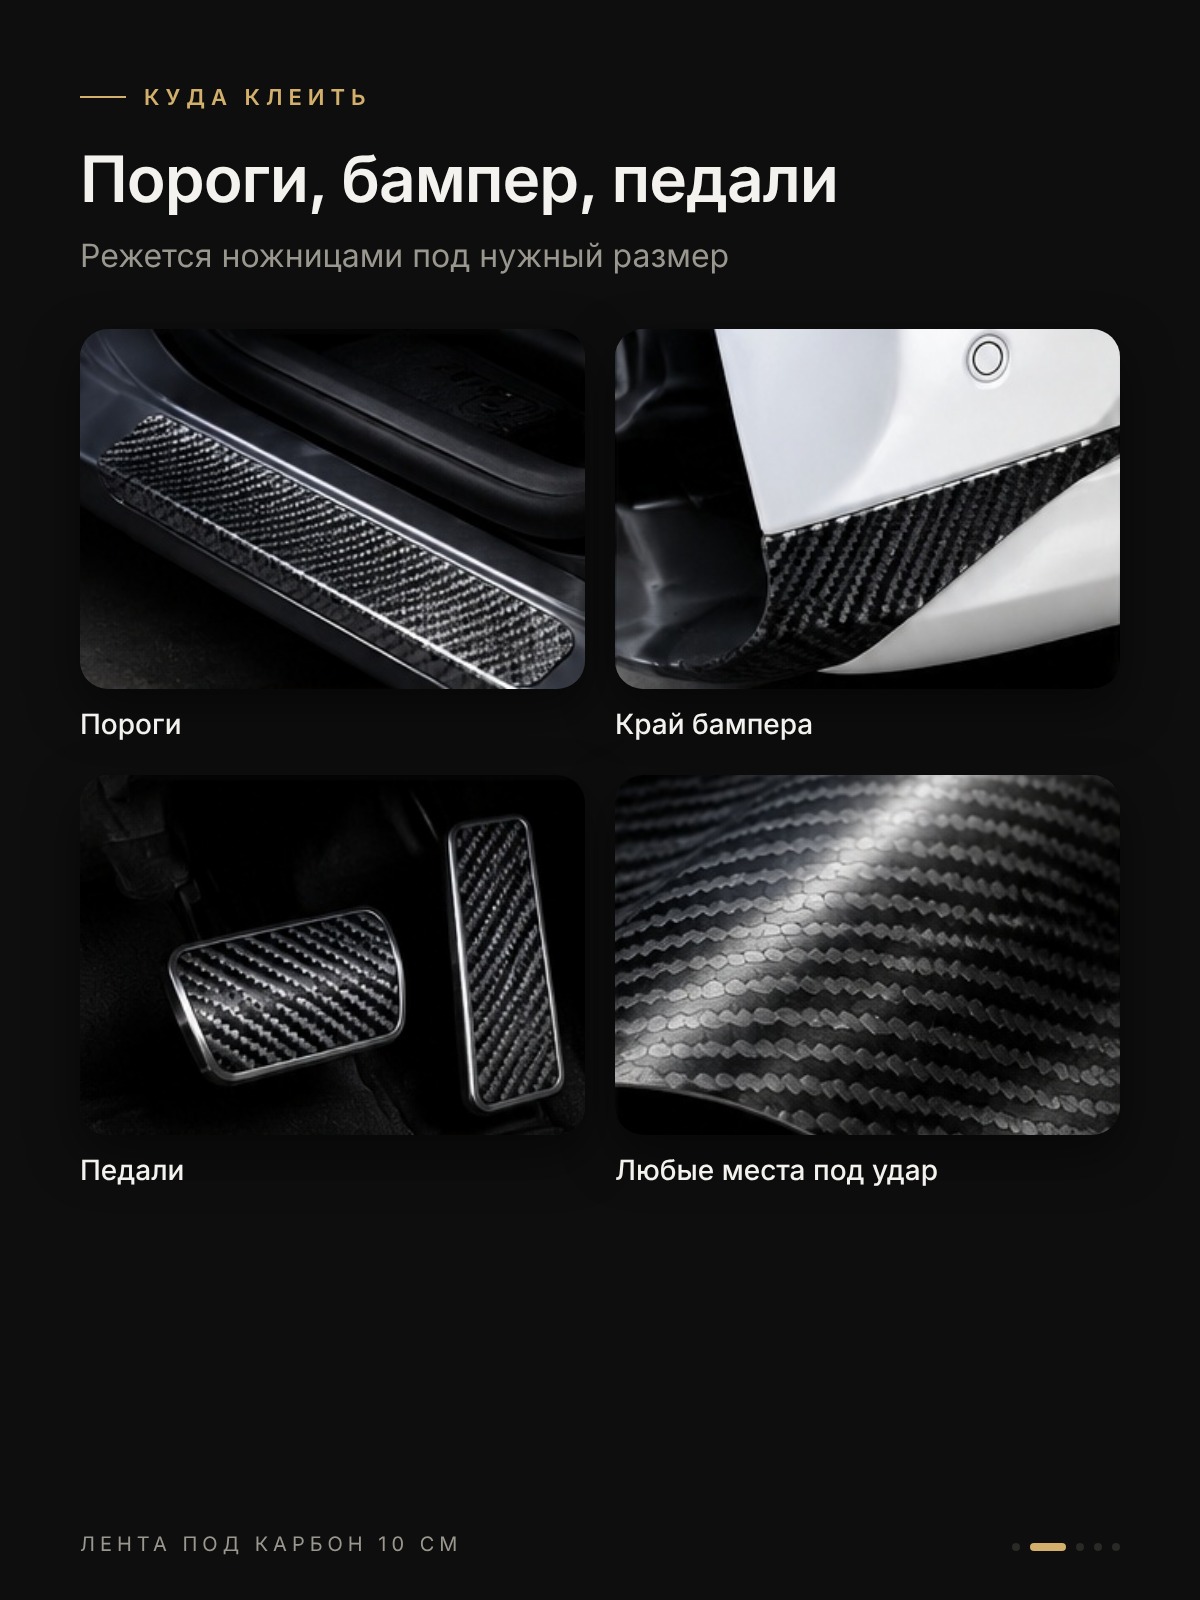 КУДА КЛЕИТЬ
Пороги, бампер, педали
Режется ножницами под нужный размер
Пороги
Край бампера
Педали
Любые места под удар
ЛЕНТА ПОД КАРБОН 10 СМ